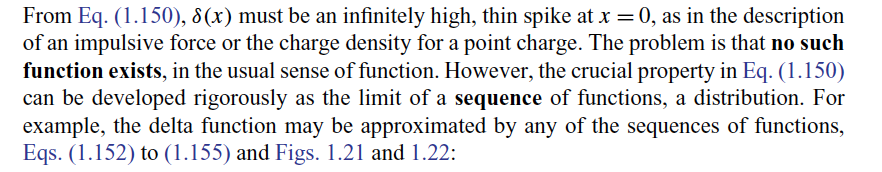 From Eq. (1.150), δ(x) must be an infinitely high, thin spike at x = 0, as in the description
of an impulsive force or the charge density for a point charge. The problem is that no such
function exists, in the usual sense of function. However, the crucial property in Eq. (1.150)
can be developed rigorously as the limit of a sequence of functions, a distribution. For
example, the delta function may be approximated by any of the sequences of functions,
Eqs. (1.152) to (1.155) and Figs. 1.21 and 1.22: